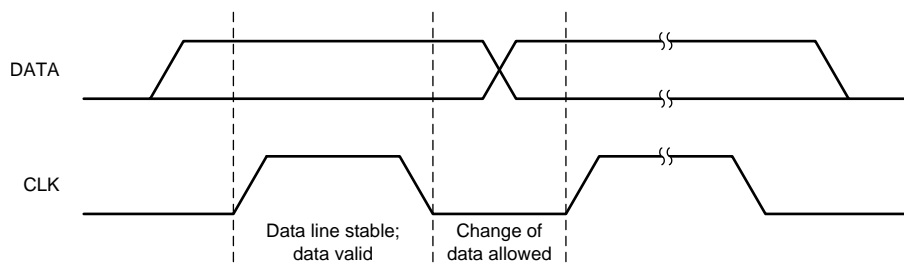 DATA
CLK
Data line stable;
data valid
Change of
data allowed